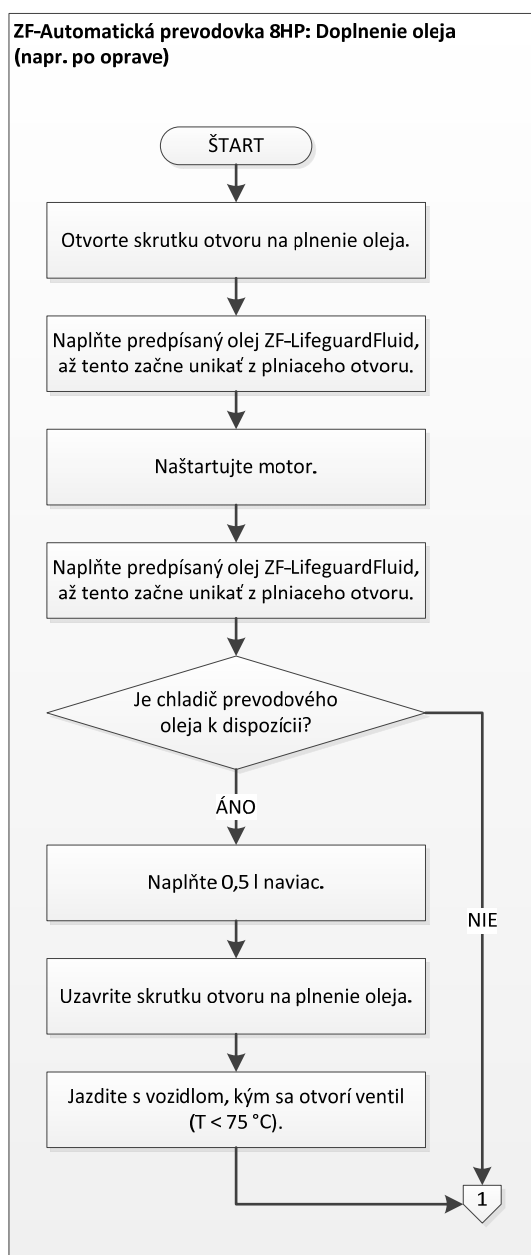 ZF-Automatická prevodovka 8HP: Doplnenie oleja
(napr. po oprave)
ŠTART
Otvorte skrutku otvoru na plnenie oleja.
Naplňte predpísaný olej ZF-LifeguardFluid,
až tento začne unikať z plniaceho otvoru.
Naštartujte motor.
Naplňte predpísaný olej ZF-LifeguardFluid,
až tento začne unikať z plniaceho otvoru.
Je chladič prevodového
oleja k dispozícii?
ÁNO
Naplňte 0,5 l naviac.
NIE
Uzavrite skrutku otvoru na plnenie oleja.
Jazdite s vozidlom, kým sa otvorí ventil
(T < 75 °C).
1